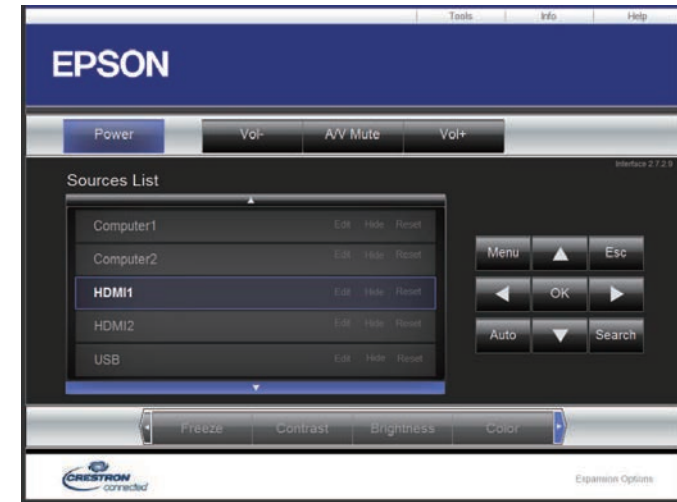 Tools Info Help
EPSON
Power Vol- A/V Mute Vol+
Interface 2.7.2.9
Sources List
Computer1 Edit Hide Reset
Computer2 Edit Hide Reset
HDMI1 Edit Hide Reset
HDMI2 Edit Hide Reset
USB Edit Hide Reset
Menu Esc
OK
Auto Search
Freeze Contrast Brightness Color
CRESTRON
connected
Expansion Options